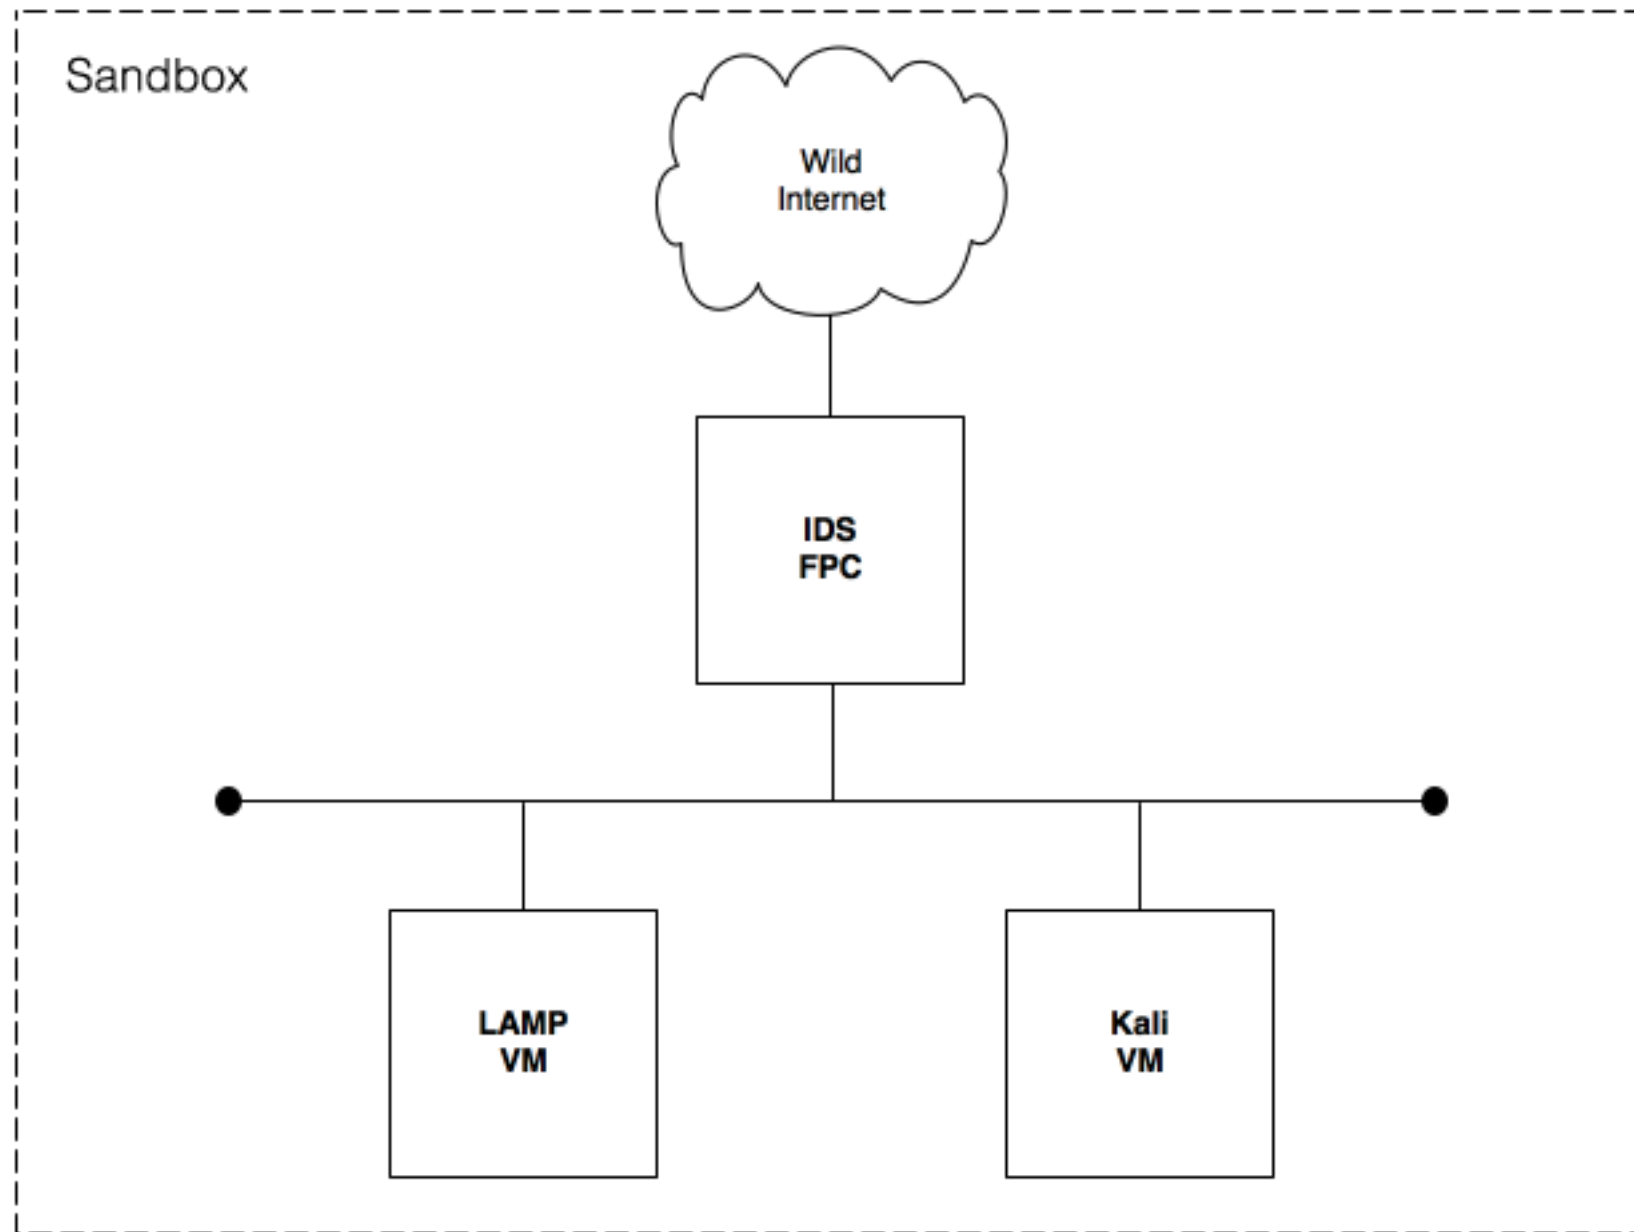 Sandbox
Wild
Internet
IDS
FPC
LAMP
VM
Kali
VM